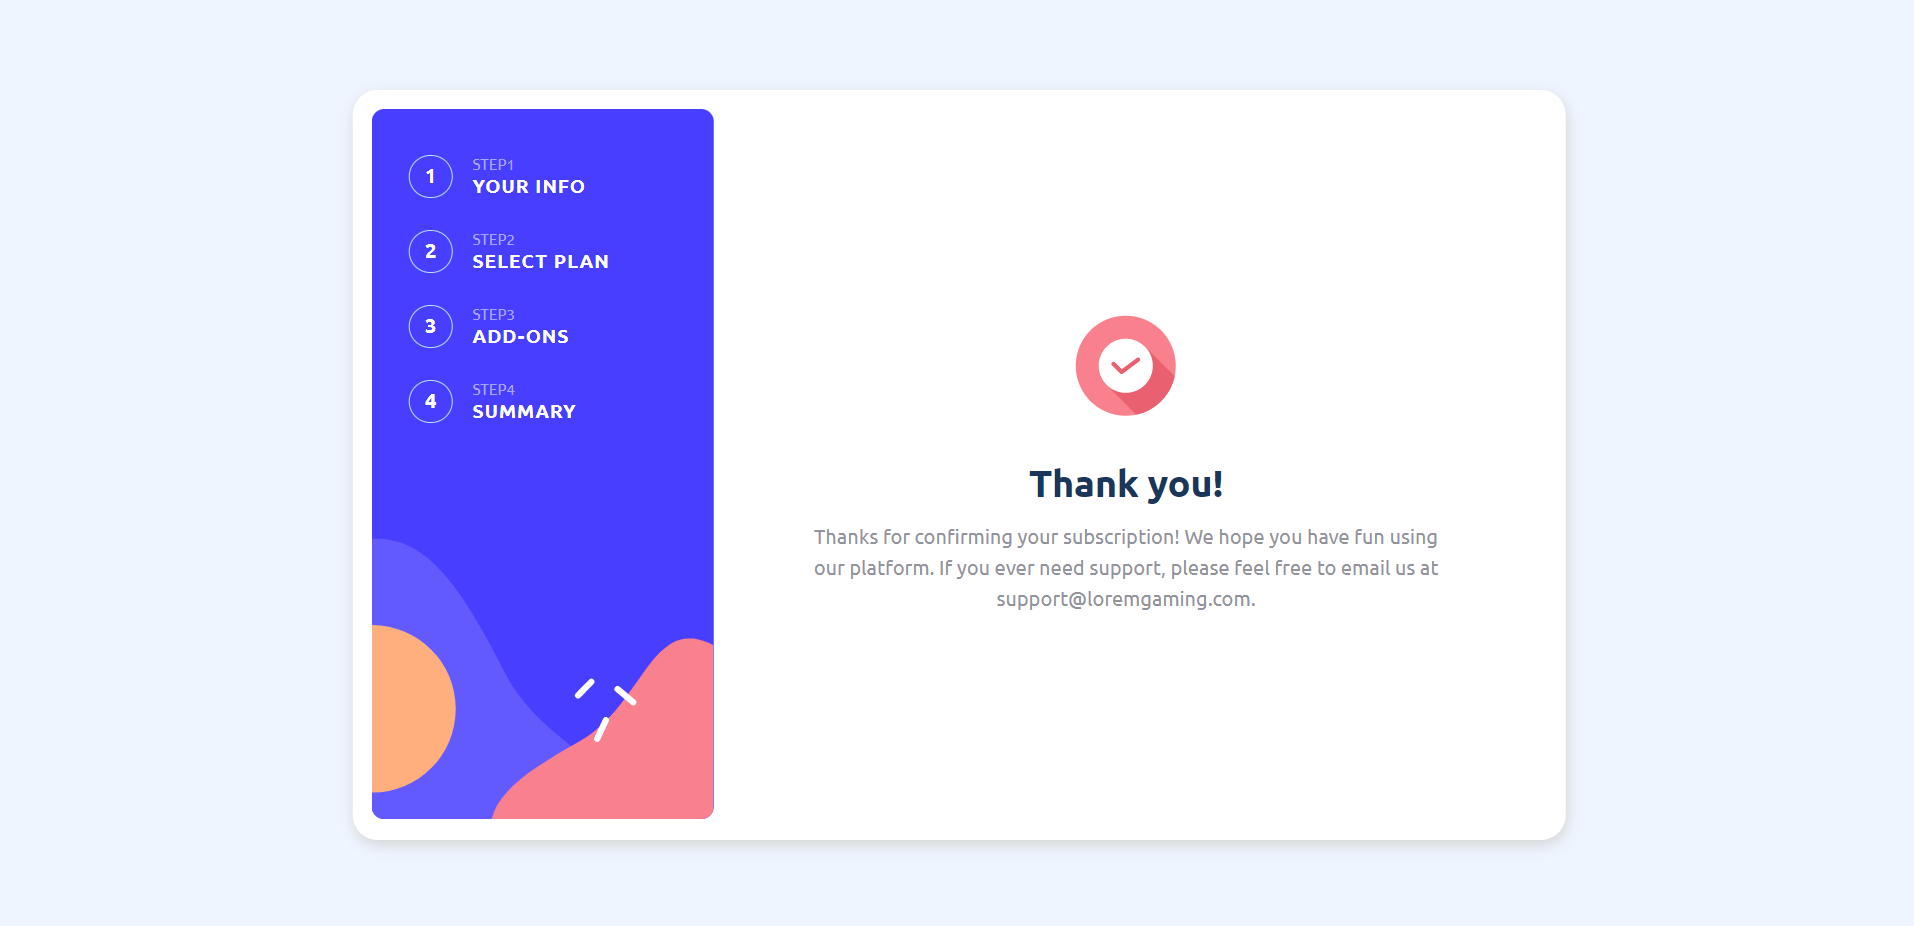 1
STEP1
YOUR INFO
2
STEP2
SELECT PLAN
3
STEP3
ADD-ONS
4
STEP4
SUMMARY
Thank you!
Thanks for confirming your subscription! We hope you have fun using
our platform. If you ever need support, please feel free to email us at
support@loremgaming.com.